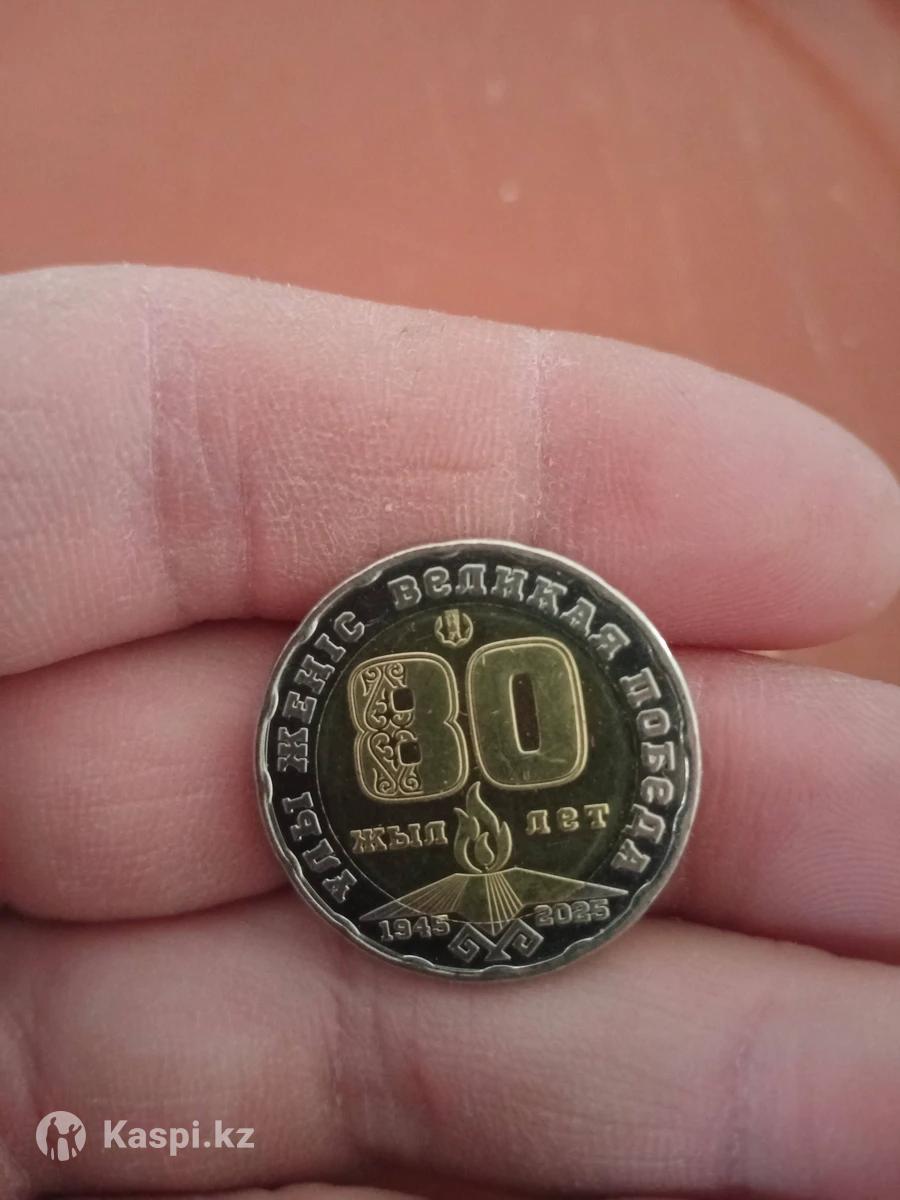 ҰЛЫ ЖЕҢІС ВЕЛИКАЯ ПОБЕДА
80
ЖЫЛ ЛЕТ
1945 2025
Kaspi.kz